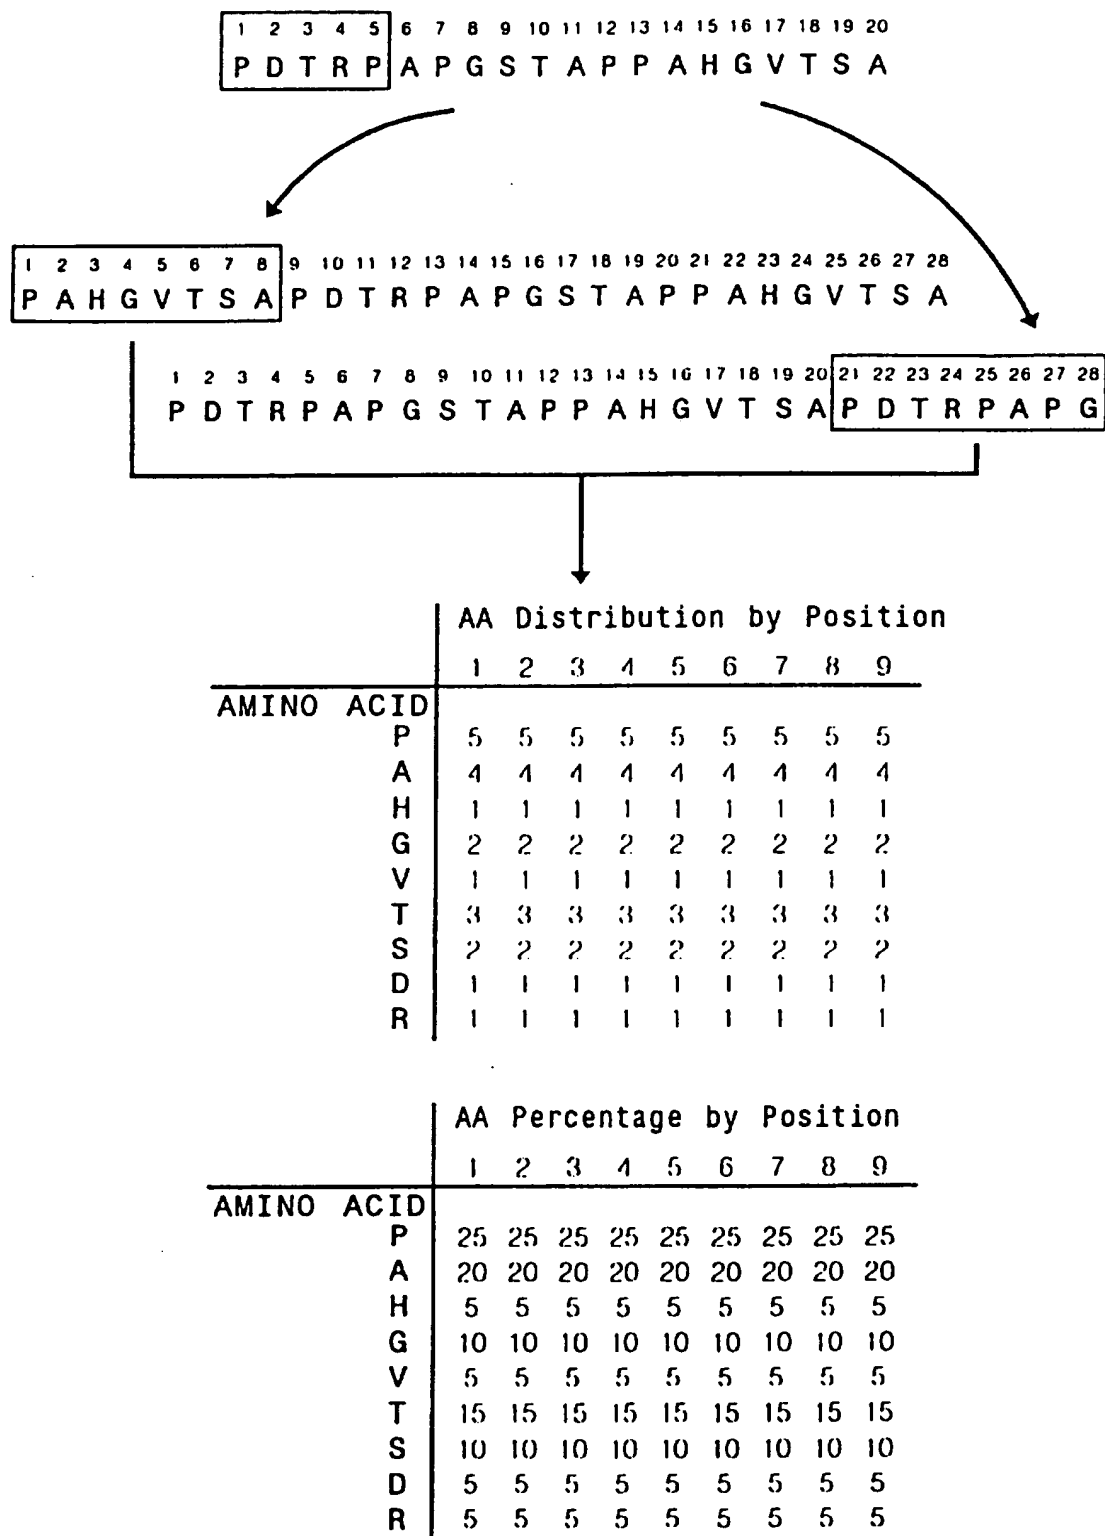 1 2 3 4 5 6 7 8 9 10 11 12 13 14 15 16 17 18 19 20
P D T R P A P G S T A P P A H G V T S A
1 2 3 4 5 6 7 8 9 10 11 12 13 14 15 16 17 18 19 20 21 22 23 24 25 26 27 28
P A H G V T S A P D T R P A P G S T A P P A H G V T S A
1 2 3 4 5 6 7 8 9 10 11 12 13 14 15 16 17 18 19 20 21 22 23 24 25 26 27 28
P D T R P A P G S T A P P A H G V T S A P D T R P A P G
AA Distribution by Position
1 2 3 4 5 6 7 8 9
AMINO ACID
P 5 5 5 5 5 5 5 5 5
A 4 4 4 4 4 4 4 4 4
H 1 1 1 1 1 1 1 1 1
G 2 2 2 2 2 2 2 2 2
V 1 1 1 1 1 1 1 1 1
T 3 3 3 3 3 3 3 3 3
S 2 2 2 2 2 2 2 2 2
D 1 1 1 1 1 1 1 1 1
R 1 1 1 1 1 1 1 1 1
AA Percentage by Position
1 2 3 4 5 6 7 8 9
AMINO ACID
P 25 25 25 25 25 25 25 25 25
A 20 20 20 20 20 20 20 20 20
H 5 5 5 5 5 5 5 5 5
G 10 10 10 10 10 10 10 10 10
V 5 5 5 5 5 5 5 5 5
T 15 15 15 15 15 15 15 15 15
S 10 10 10 10 10 10 10 10 10
D 5 5 5 5 5 5 5 5 5
R 5 5 5 5 5 5 5 5 5